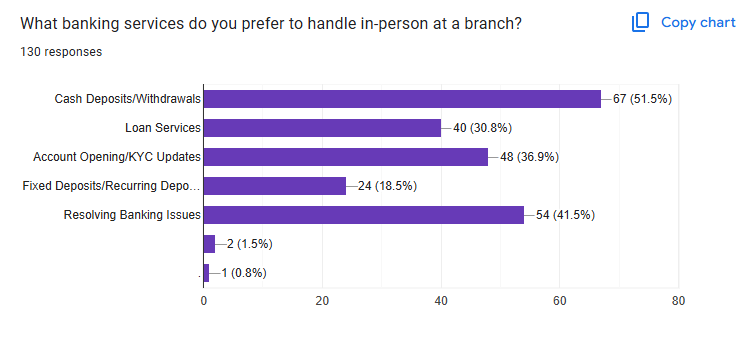 What banking services do you prefer to handle in-person at a branch?
Copy chart
130 responses
Cash Deposits/Withdrawals 67 (51.5%)
Loan Services 40 (30.8%)
Account Opening/KYC Updates 48 (36.9%)
Fixed Deposits/Recurring Depo... 24 (18.5%)
Resolving Banking Issues 54 (41.5%)
2 (1.5%)
. 1 (0.8%)
0 20 40 60 80